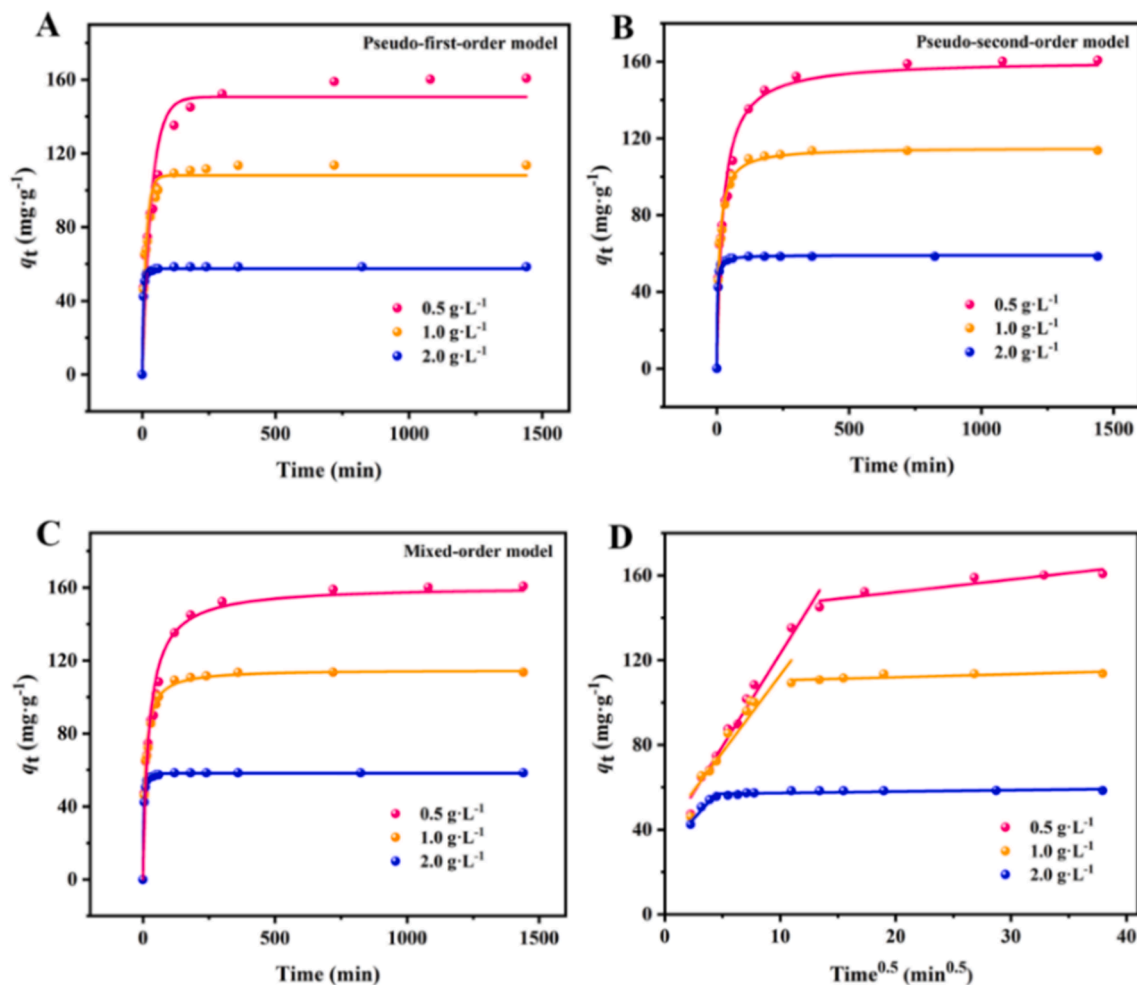 A
Pseudo-first-order model
160
120
80
40
0
qt (mg·g-1)
0.5 g·L-1
1.0 g·L-1
2.0 g·L-1
0 500 1000 1500
Time (min)
B
Pseudo-second-order model
160
120
80
40
0
qt (mg·g-1)
0.5 g·L-1
1.0 g·L-1
2.0 g·L-1
0 500 1000 1500
Time (min)
C
Mixed-order model
160
120
80
40
0
qt (mg·g-1)
0.5 g·L-1
1.0 g·L-1
2.0 g·L-1
0 500 1000 1500
Time (min)
D
160
120
80
40
0
qt (mg·g-1)
0.5 g·L-1
1.0 g·L-1
2.0 g·L-1
0 10 20 30 40
Time0.5 (min0.5)